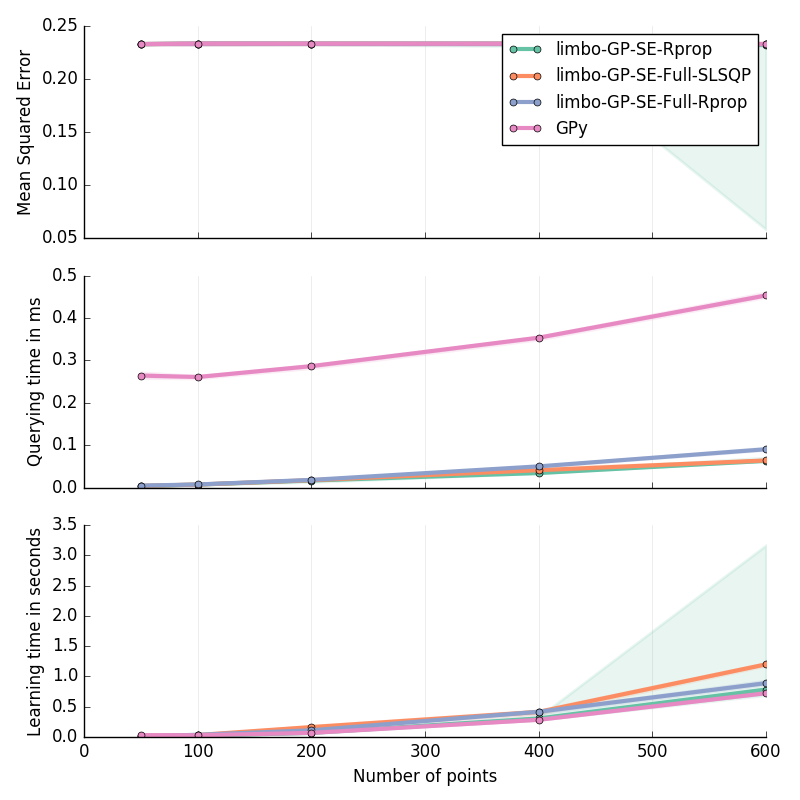 0.25
0.20
0.15
0.10
0.05
Mean Squared Error
limbo-GP-SE-Rprop
limbo-GP-SE-Full-SLSQP
limbo-GP-SE-Full-Rprop
GPy
0.5
0.4
0.3
0.2
0.1
0.0
Querying time in ms
3.5
3.0
2.5
2.0
1.5
1.0
0.5
0.0
Learning time in seconds
0 100 200 300 400 500 600
Number of points